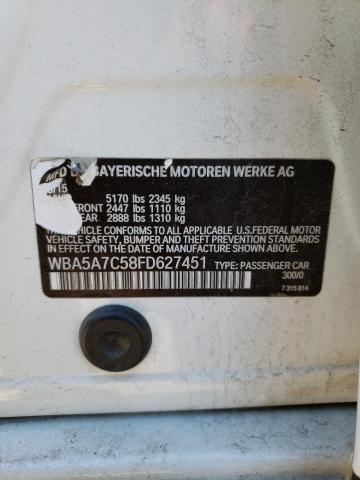 MFD BAYERISCHE MOTOREN WERKE AG
5170 lbs 2345 kg
FRONT 2447 lbs 1110 kg
REAR 2888 lbs 1310 kg
THIS VEHICLE CONFORMS TO ALL APPLICABLE
U.S.FEDERAL MOTOR
VEHICLE SAFETY, BUMPER AND THEFT PREVENTION
STANDARDS IN EFFECT ON THE DATE OF
MANUFACTURE SHOWN ABOVE.
WBA5A7C58FD627451 TYPE: PASSENGER CAR
300/0
7 315 814